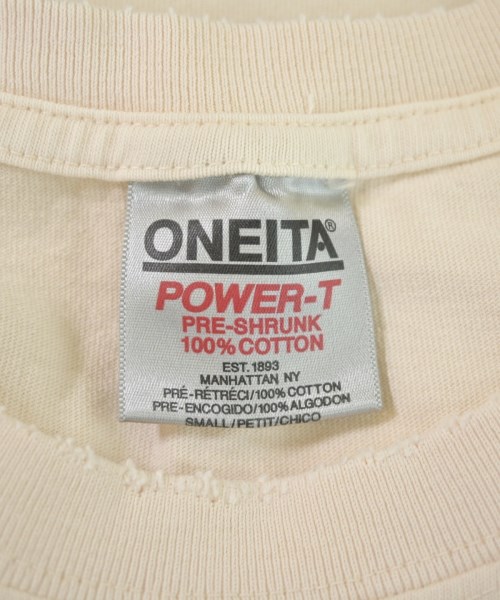 ONEITA®
POWER-T
PRE-SHRUNK
100% COTTON
EST. 1893
MANHATTAN NY
PRÉ-RÉTRÉCI/100% COTTON
PRE-ENCOGIDO/100% ALGODON
SMALL/PETIT/CHICO